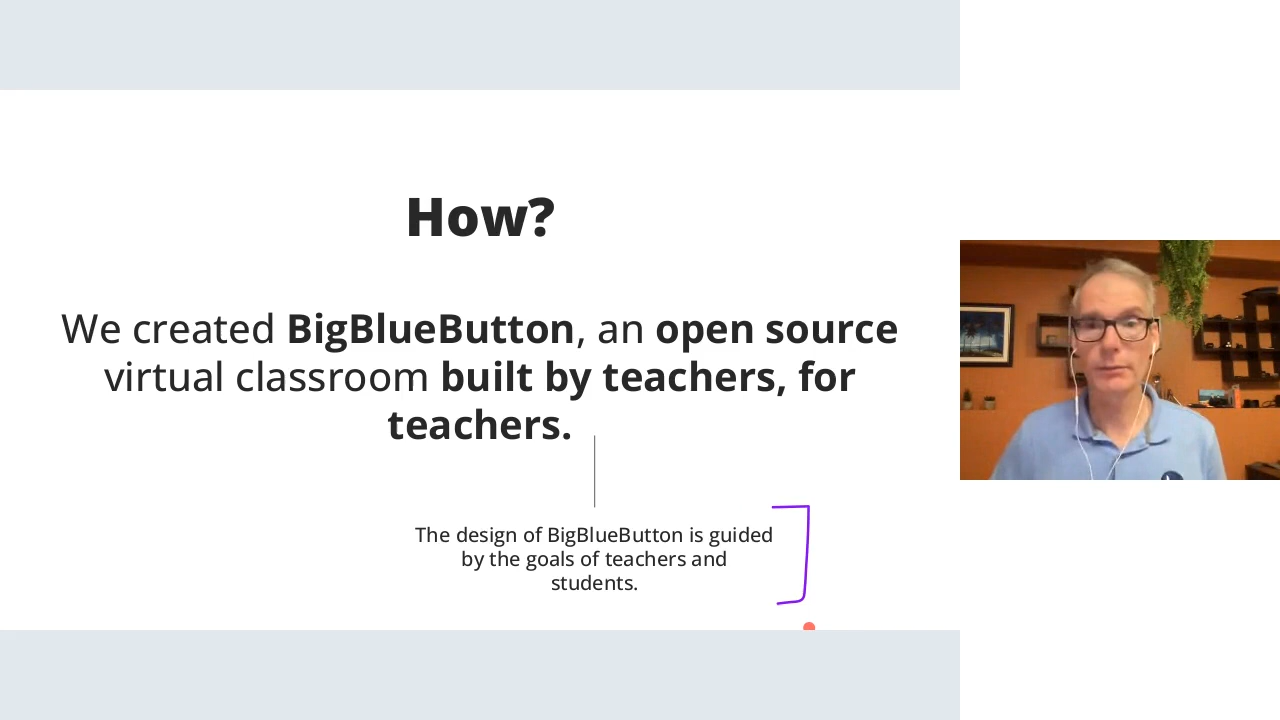 How?
We created BigBlueButton, an open source
virtual classroom built by teachers, for
teachers.
The design of BigBlueButton is guided
by the goals of teachers and
students.